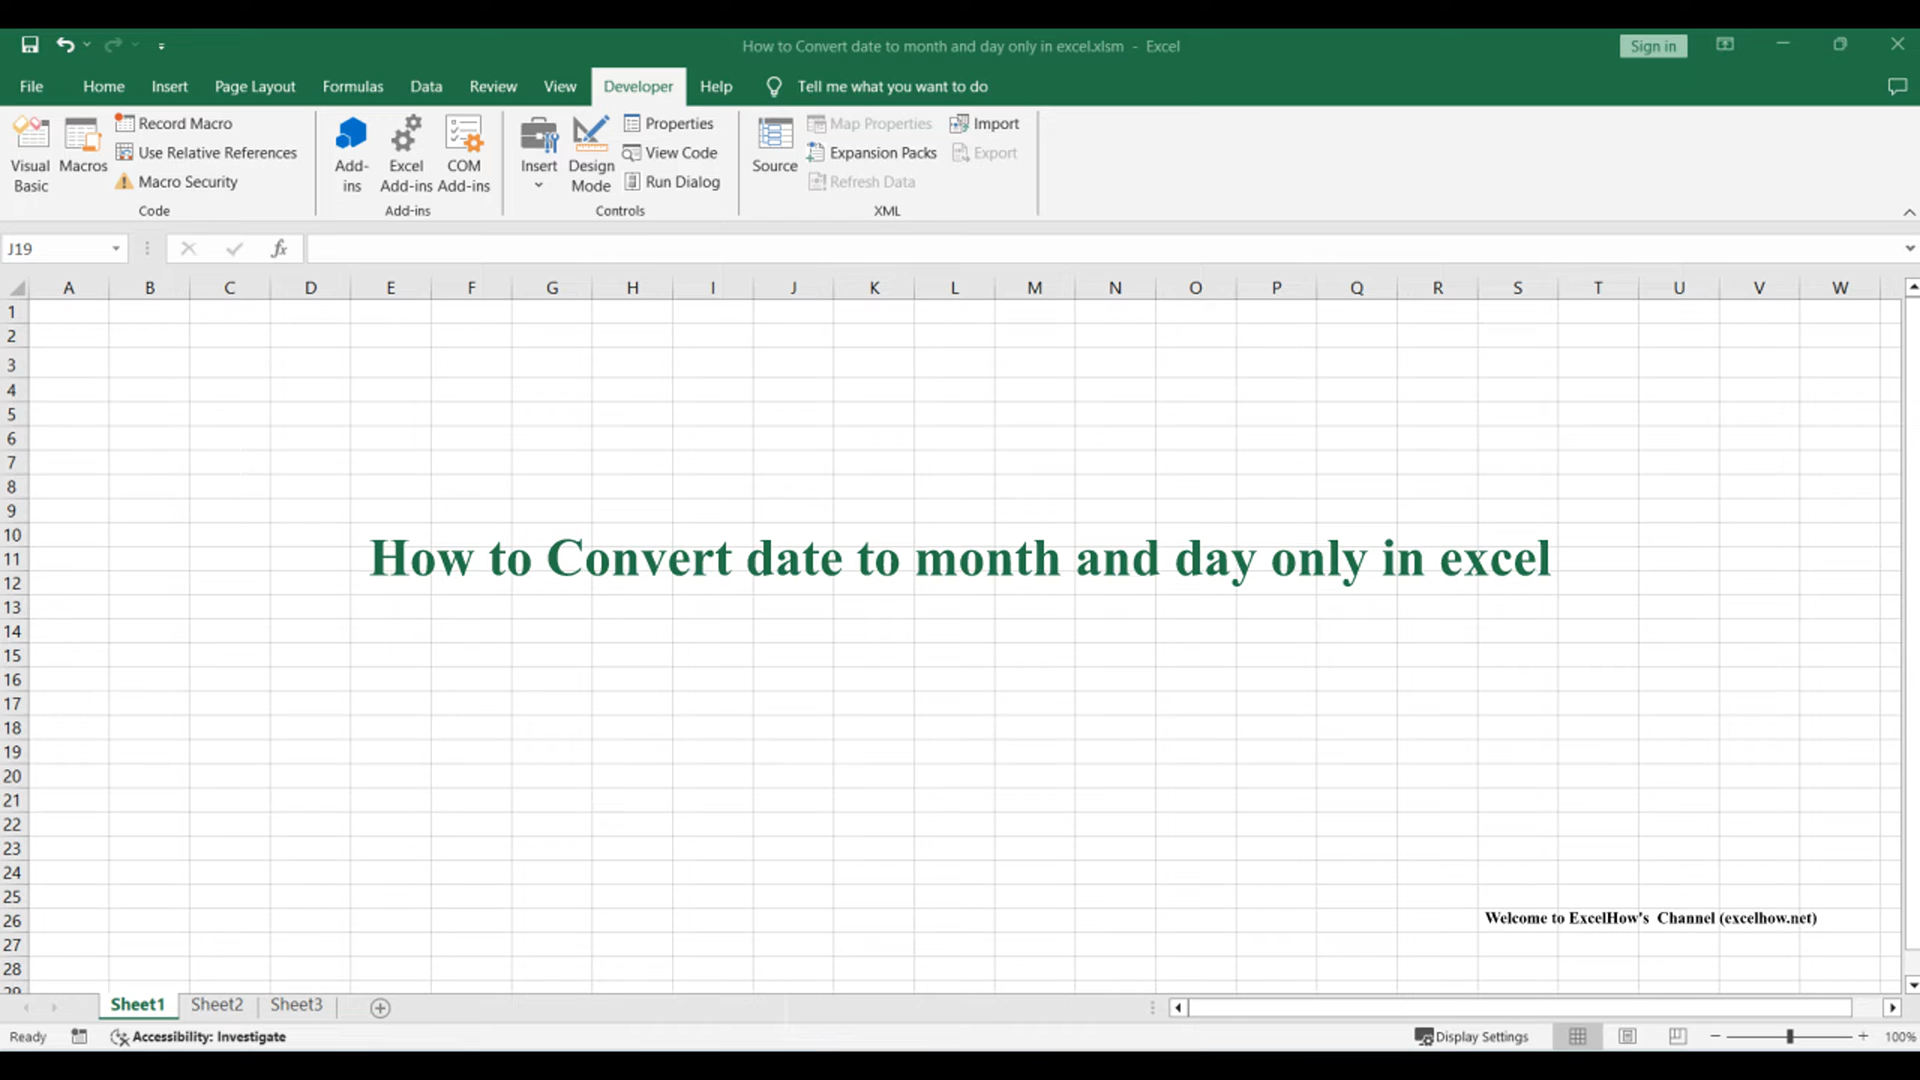 How to Convert date to month and day only in excel.xlsm - Excel
Sign in
File Home Insert Page Layout Formulas Data Review View Developer Help Tell me what you want to do
Visual Basic
Macros
Record Macro
Use Relative References
Macro Security
Code
Add-ins
Excel Add-ins
COM Add-ins
Add-ins
Insert
Design Mode
Properties
View Code
Run Dialog
Controls
Source
Map Properties
Expansion Packs
Refresh Data
Import
Export
XML
J19
fx
A B C D E F G H I J K L M N O P Q R S T U V W
1
2
3
4
5
6
7
8
9
10
How to Convert date to month and day only in excel
11
12
13
14
15
16
17
18
19
20
21
22
23
24
25
26
Welcome to ExcelHow's Channel (excelhow.net)
27
28
29
Sheet1 Sheet2 Sheet3
Ready
Accessibility: Investigate
Display Settings
100%